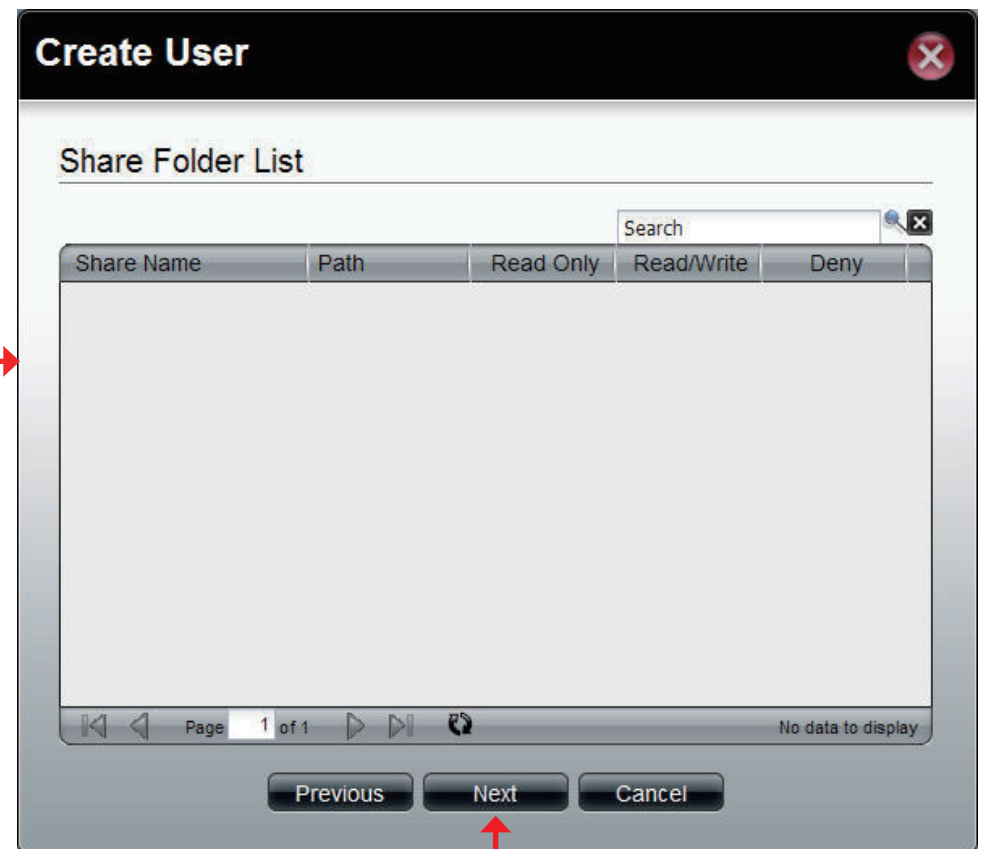 Create User
Share Folder List
Search
Share Name Path Read Only Read/Write Deny
Page 1 of 1 No data to display
Previous Next Cancel